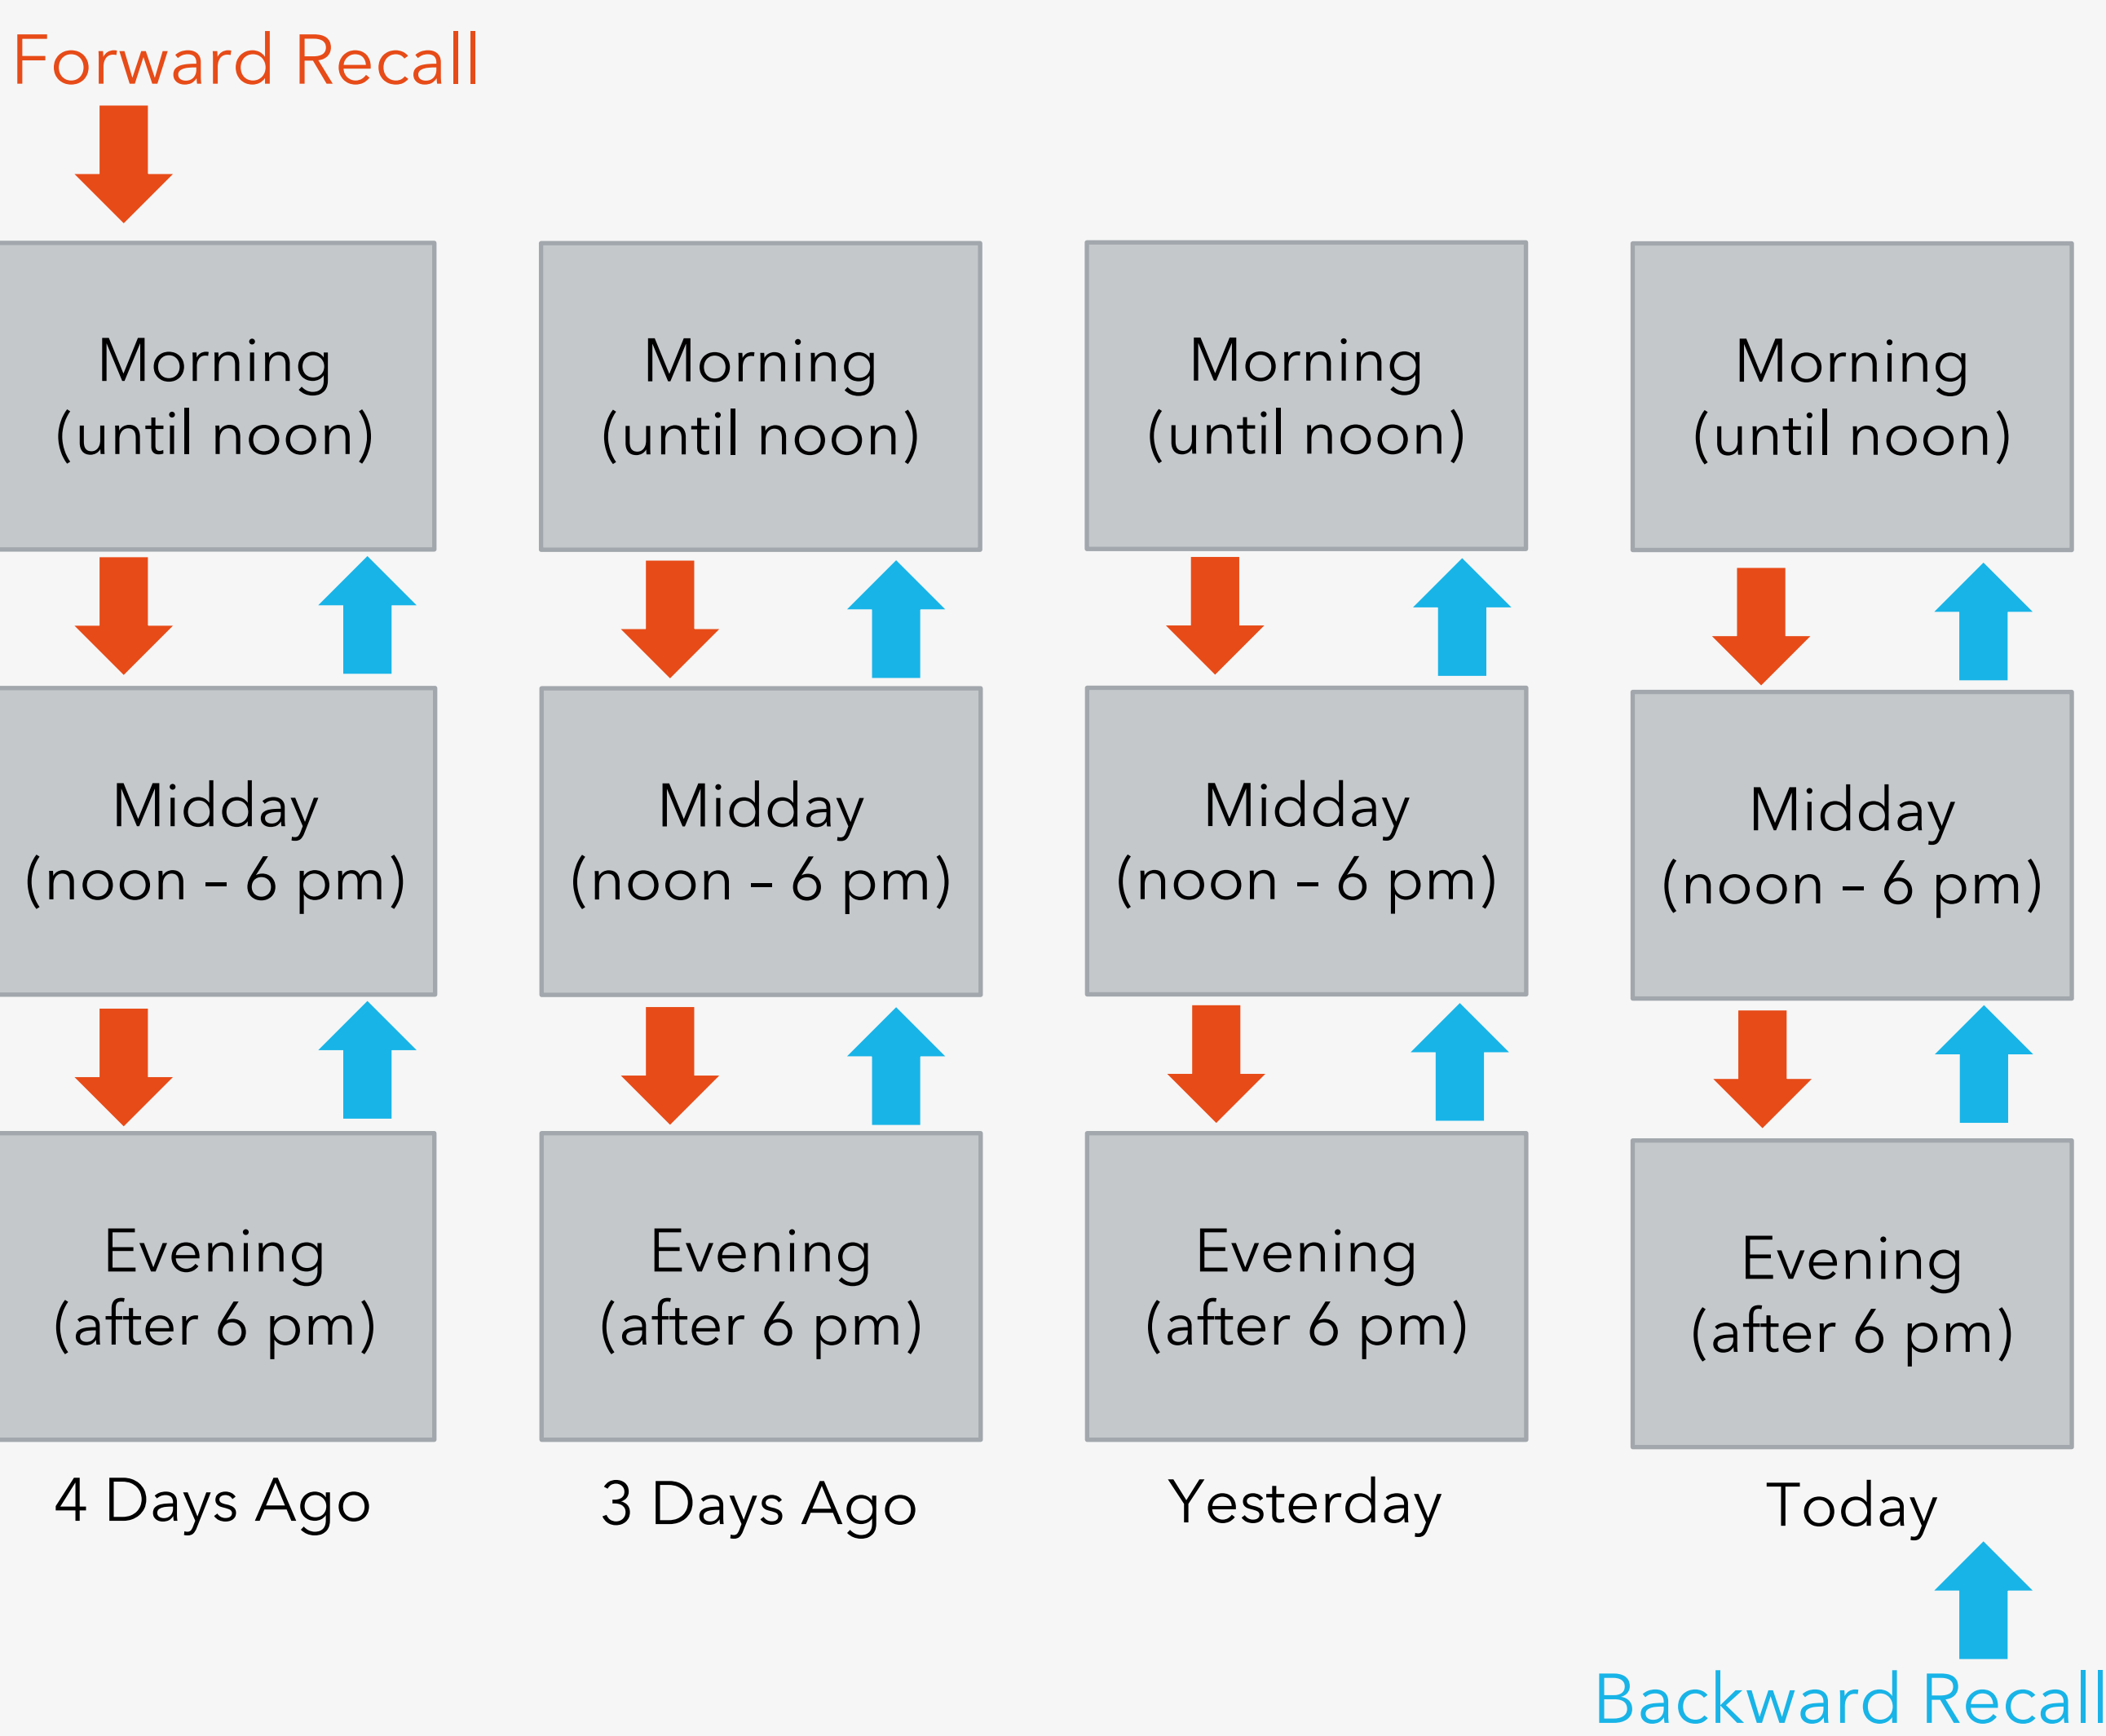 Forward Recall
Morning
(until noon)
Morning
(until noon)
Morning
(until noon)
Morning
(until noon)
Midday
(noon – 6 pm)
Midday
(noon – 6 pm)
Midday
(noon – 6 pm)
Midday
(noon – 6 pm)
Evening
(after 6 pm)
Evening
(after 6 pm)
Evening
(after 6 pm)
Evening
(after 6 pm)
4 Days Ago
3 Days Ago
Yesterday
Today
Backward Recall